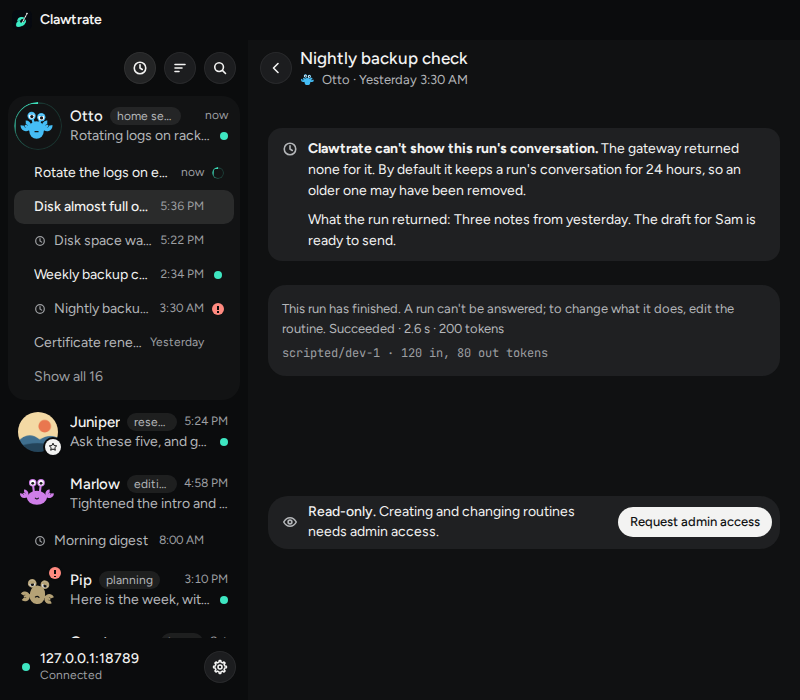 Clawtrate
Otto home se... now
Rotating logs on rack...
Rotate the logs on e... now
Disk almost full o... 5:36 PM
Disk space wa... 5:22 PM
Weekly backup c... 2:34 PM
Nightly backu... 3:30 AM
Certificate rene... Yesterday
Show all 16
Juniper rese... 5:24 PM
Ask these five, and g...
Marlow editi... 4:58 PM
Tightened the intro and ...
Morning digest 8:00 AM
Pip planning 3:10 PM
Here is the week, wit...
127.0.0.1:18789
Connected
Nightly backup check
Otto · Yesterday 3:30 AM
Clawtrate can't show this run's conversation. The gateway returned
none for it. By default it keeps a run's conversation for 24 hours, so an
older one may have been removed.
What the run returned: Three notes from yesterday. The draft for Sam is
ready to send.
This run has finished. A run can't be answered; to change what it does, edit the
routine. Succeeded · 2.6 s · 200 tokens
scripted/dev-1 · 120 in, 80 out tokens
Read-only. Creating and changing routines
needs admin access.
Request admin access